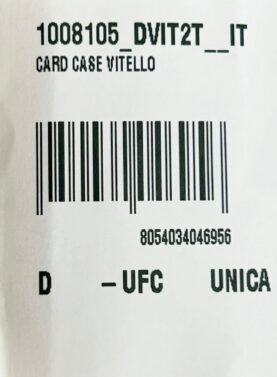 1008105_DVIT2T__IT
CARD CASE VITELLO
8054034046956
D - UFC UNICA